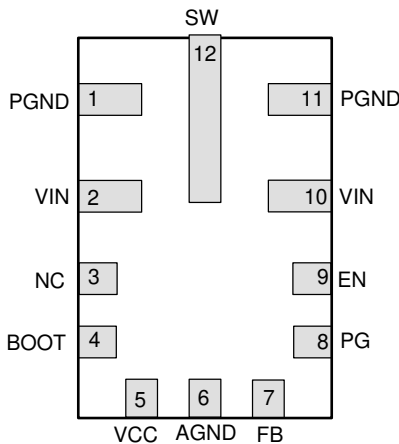 SW
12
PGND 1 11 PGND
VIN 2 10 VIN
NC 3 9 EN
BOOT 4 8 PG
5 6 7
VCC AGND FB